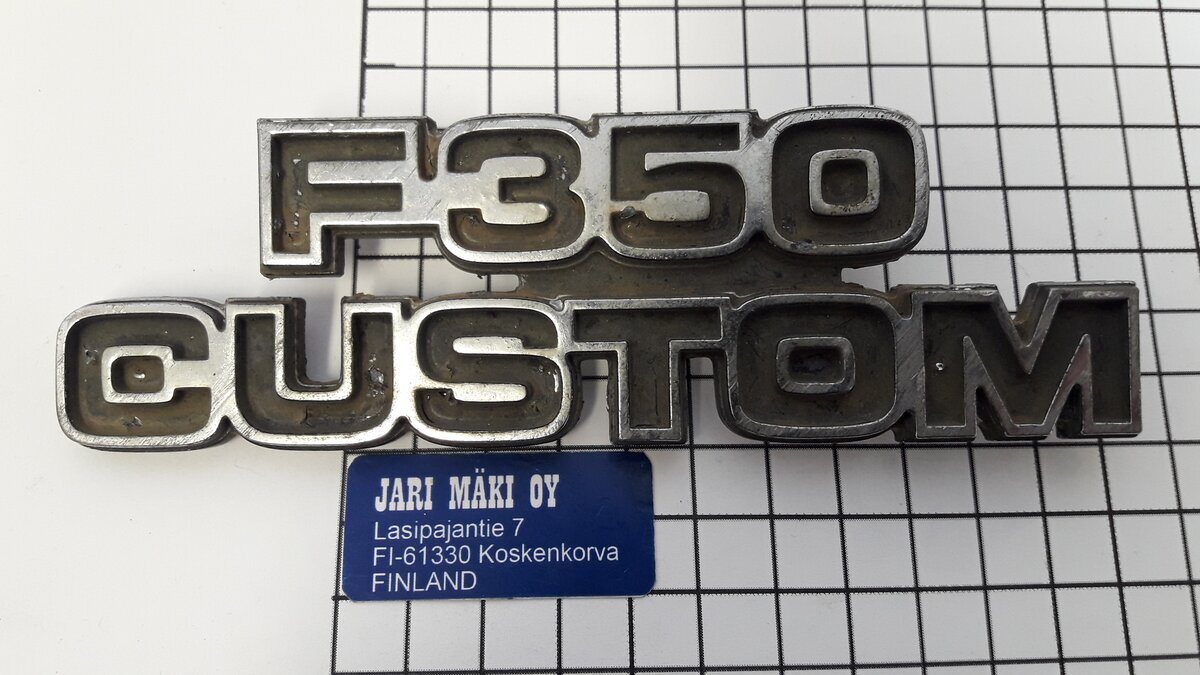 F350
CUSTOM
JARI MÄKI OY
Lasipajantie 7
FI-61330 Koskenkorva
FINLAND